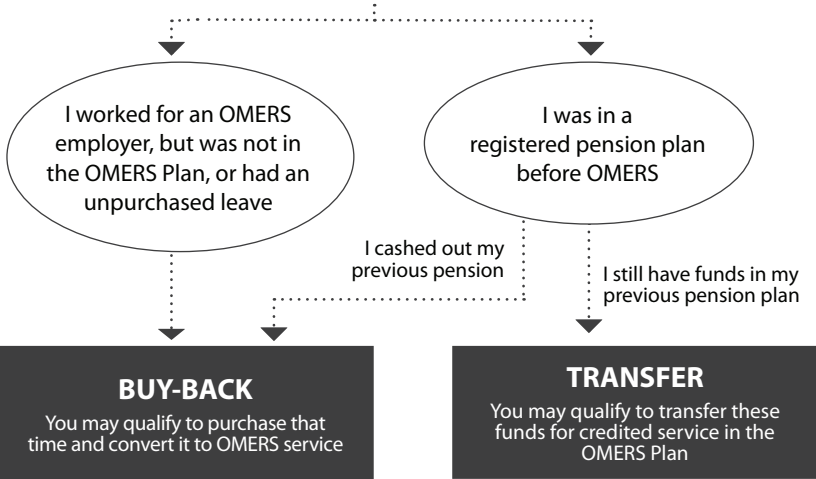 I worked for an OMERS
employer, but was not in
the OMERS Plan, or had an
unpurchased leave
I was in a
registered pension plan
before OMERS
I cashed out my
previous pension
I still have funds in my
previous pension plan
BUY-BACK
You may qualify to purchase that
time and convert it to OMERS service
TRANSFER
You may qualify to transfer these
funds for credited service in the
OMERS Plan